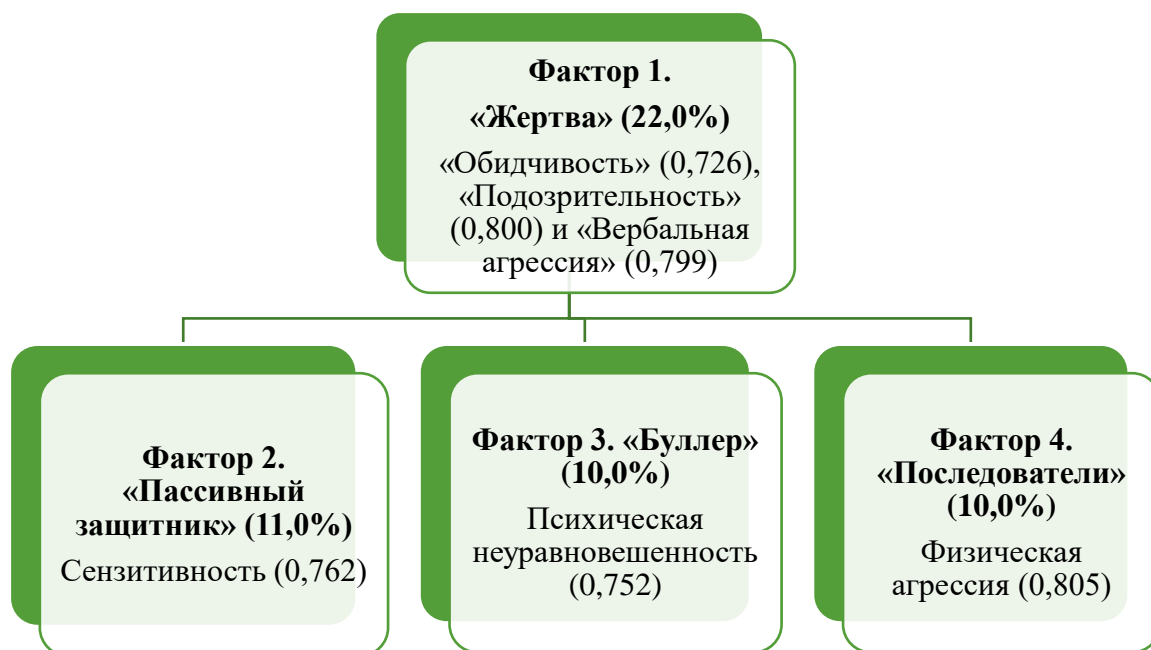 Фактор 1.
«Жертва» (22,0%)
«Обидчивость» (0,726),
«Подозрительность»
(0,800) и «Вербальная
агрессия» (0,799)
Фактор 2.
«Пассивный
защитник» (11,0%)
Сензитивность (0,762)
Фактор 3. «Буллер»
(10,0%)
Психическая
неуравновешенность
(0,752)
Фактор 4.
«Последователи»
(10,0%)
Физическая
агрессия (0,805)